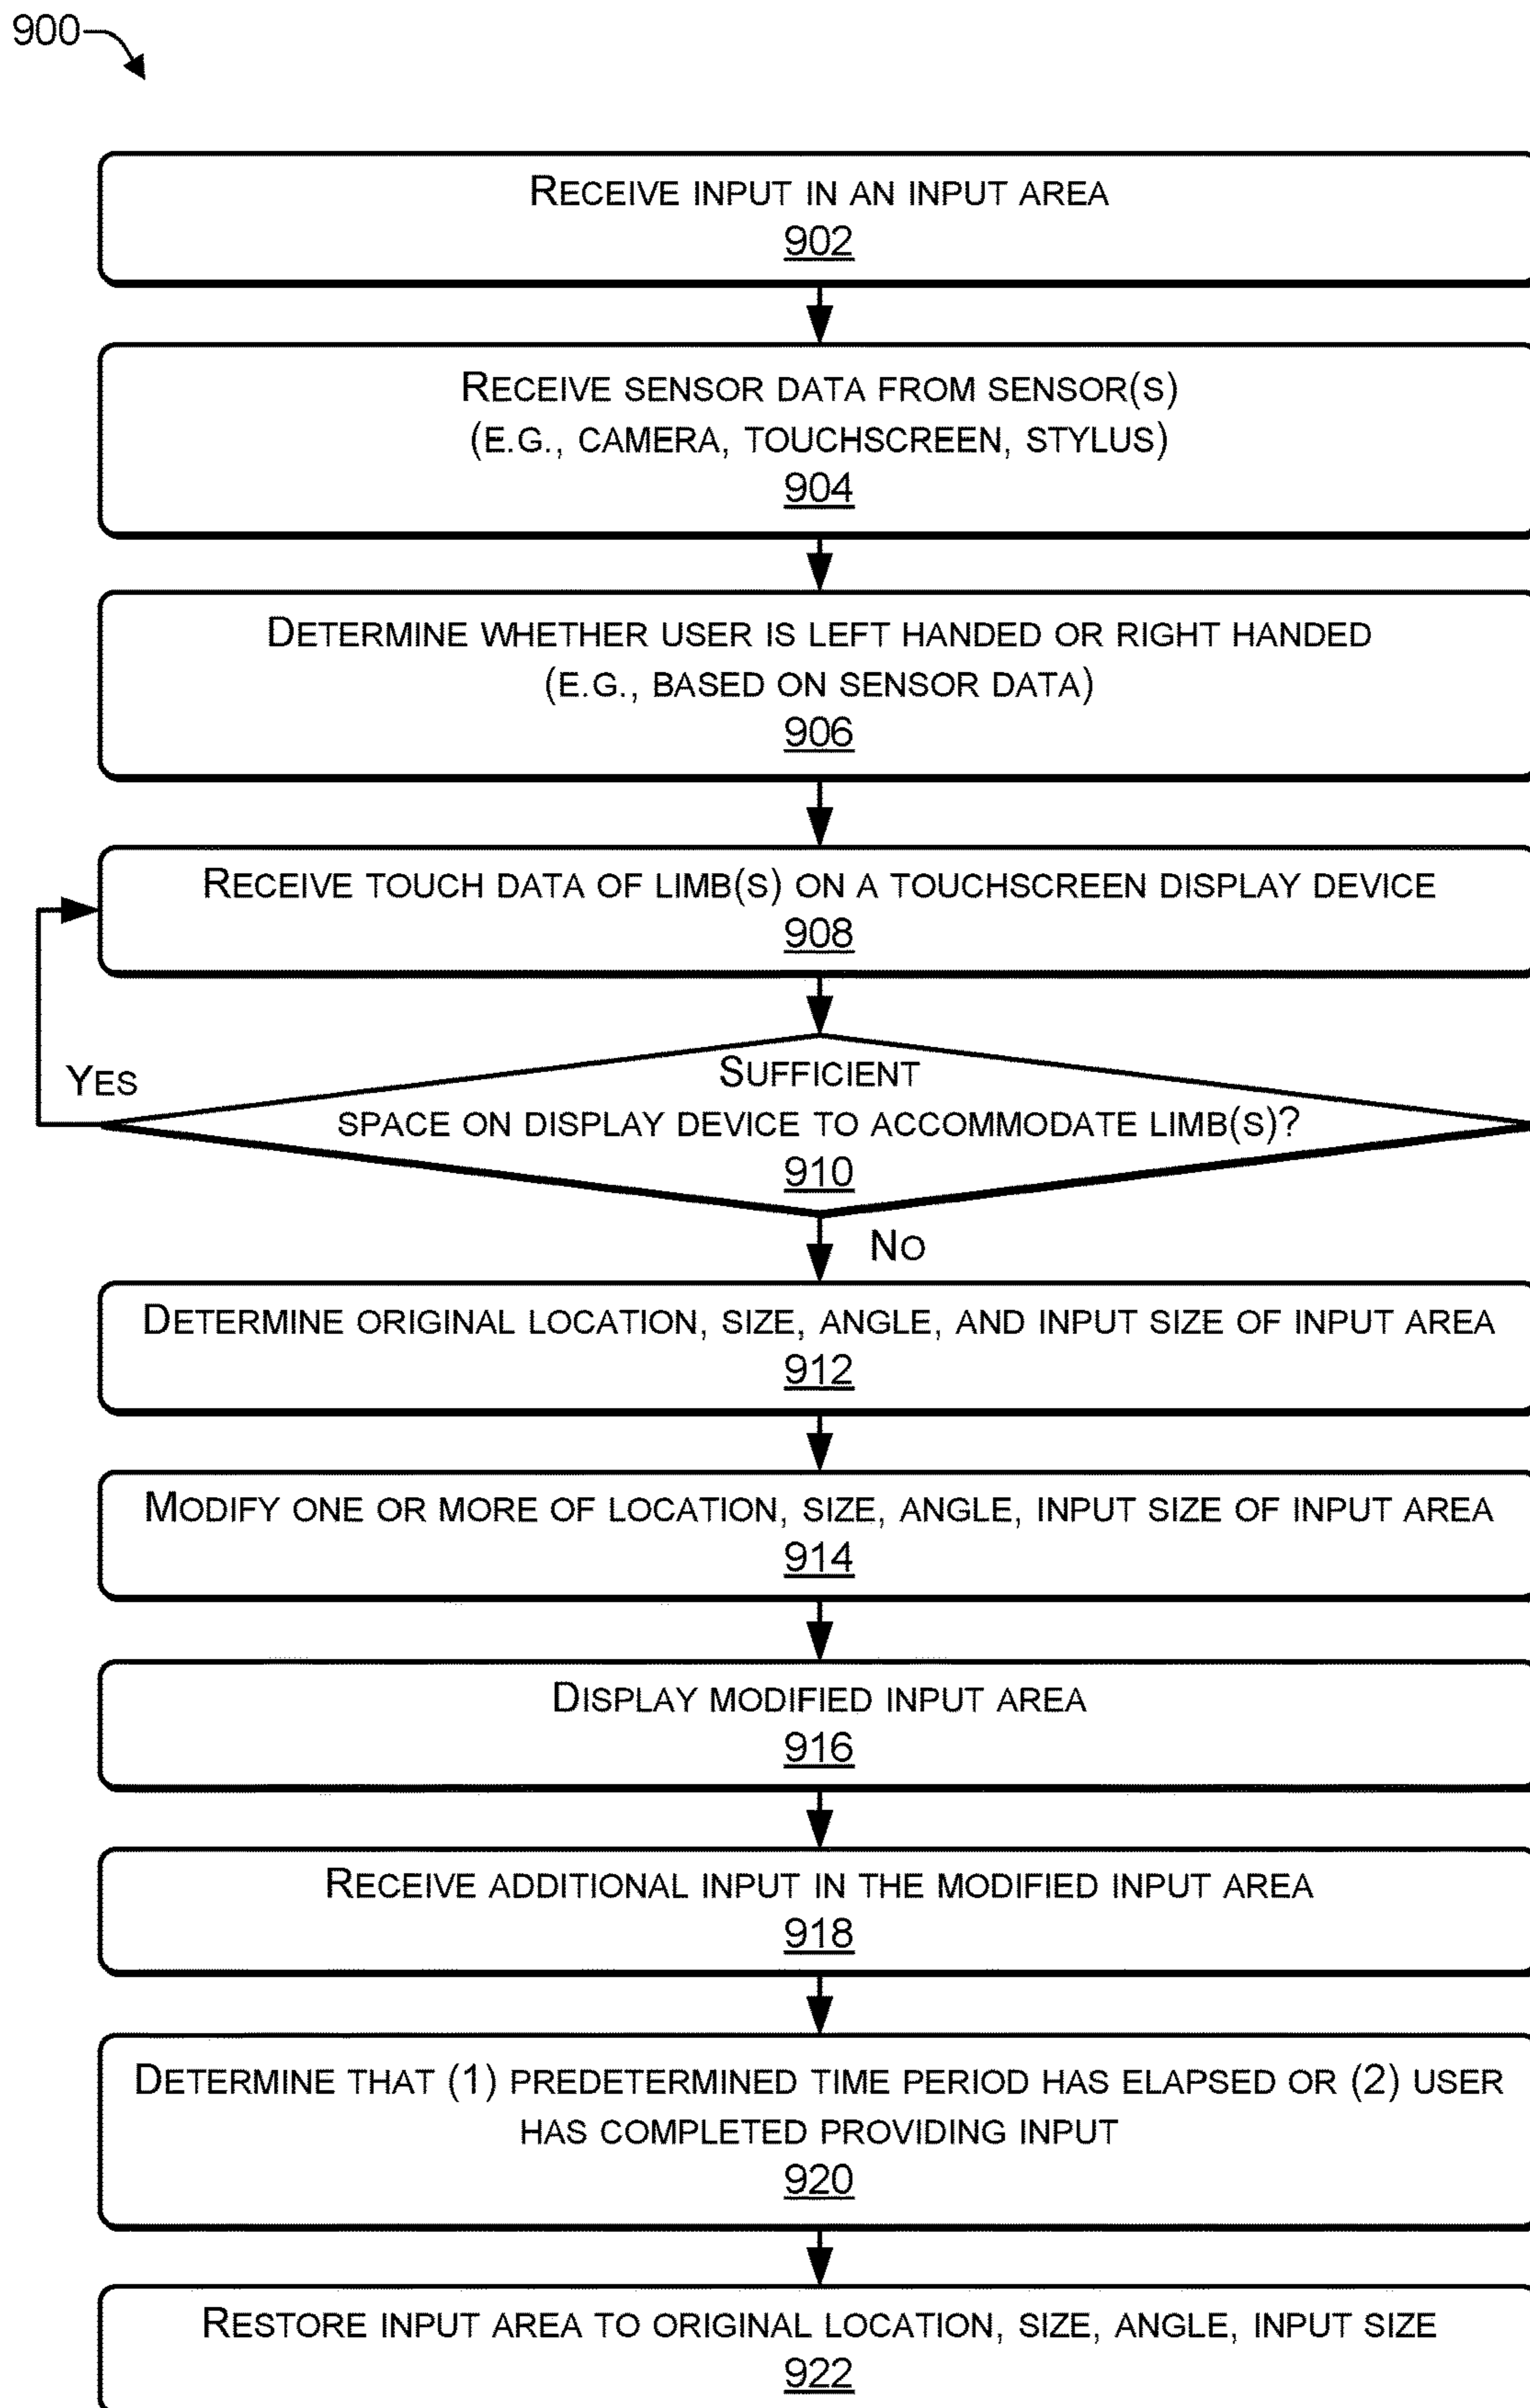 900
RECEIVE INPUT IN AN INPUT AREA
902
RECEIVE SENSOR DATA FROM SENSOR(S)
(E.G., CAMERA, TOUCHSCREEN, STYLUS)
904
DETERMINE WHETHER USER IS LEFT HANDED OR RIGHT HANDED
(E.G., BASED ON SENSOR DATA)
906
RECEIVE TOUCH DATA OF LIMB(S) ON A TOUCHSCREEN DISPLAY DEVICE
908
YES
SUFFICIENT
SPACE ON DISPLAY DEVICE TO ACCOMMODATE LIMB(S)?
910
NO
DETERMINE ORIGINAL LOCATION, SIZE, ANGLE, AND INPUT SIZE OF INPUT AREA
912
MODIFY ONE OR MORE OF LOCATION, SIZE, ANGLE, INPUT SIZE OF INPUT AREA
914
DISPLAY MODIFIED INPUT AREA
916
RECEIVE ADDITIONAL INPUT IN THE MODIFIED INPUT AREA
918
DETERMINE THAT (1) PREDETERMINED TIME PERIOD HAS ELAPSED OR (2) USER
HAS COMPLETED PROVIDING INPUT
920
RESTORE INPUT AREA TO ORIGINAL LOCATION, SIZE, ANGLE, INPUT SIZE
922